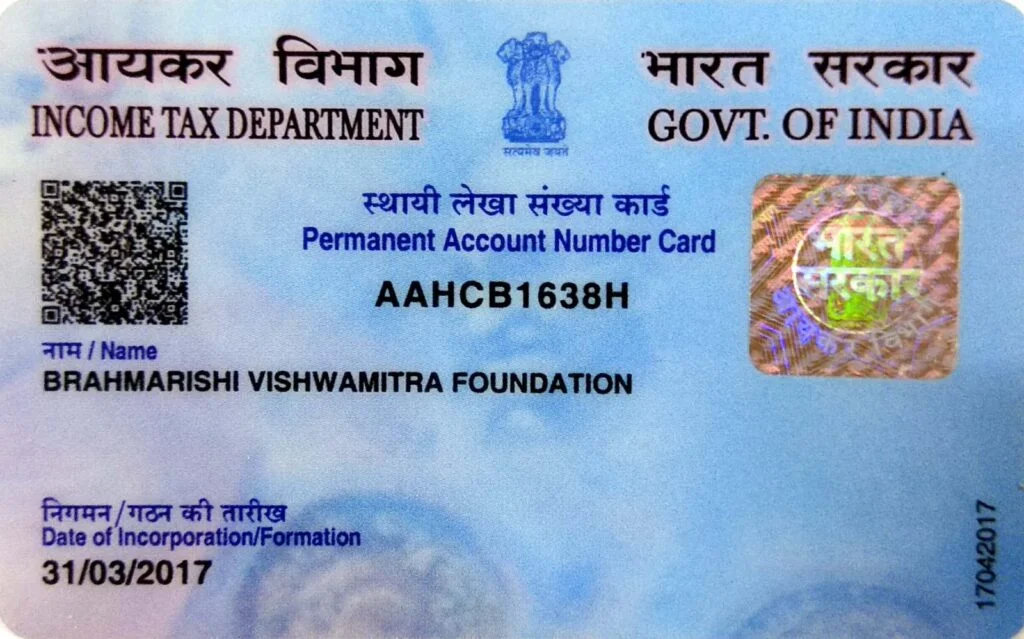 आयकर विभाग
INCOME TAX DEPARTMENT
सत्यमेव जयते
भारत सरकार
GOVT. OF INDIA
स्थायी लेखा संख्या कार्ड
Permanent Account Number Card
AAHCB1638H
भारत
सरकार
आयकर विभाग
नाम / Name
BRAHMARISHI VISHWAMITRA FOUNDATION
निगमन/गठन की तारीख
Date of Incorporation/Formation
31/03/2017
17042017